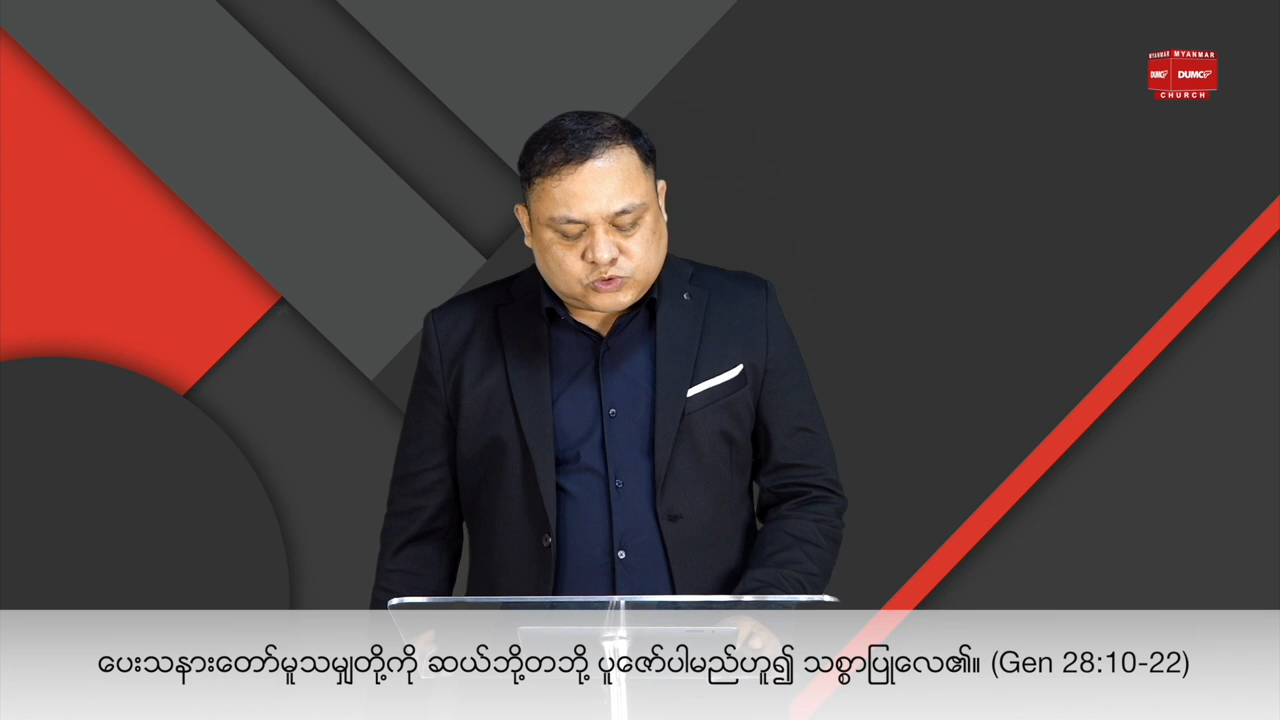 MYANMAR MYANMAR
DUMC DUMC
CHURCH
ပေးသနားတော်မူသမျှတို့ကို ဆယ်ဘို့တဘို့ ပူဇော်ပါမည်ဟူ၍ သစ္စာပြုလေ၏။ (Gen 28:10-22)